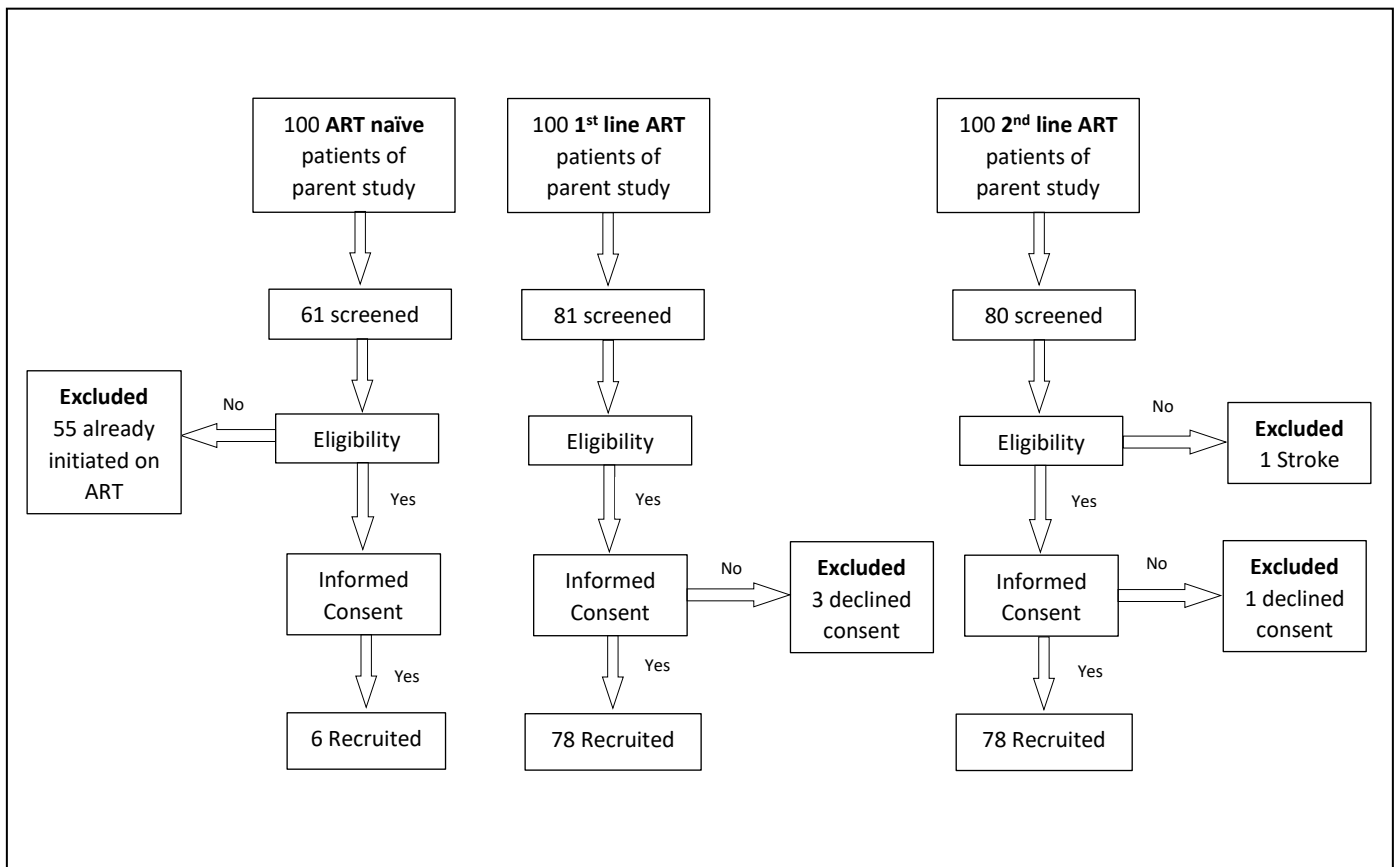 100 ART naïve
patients of
parent study
100 1st line ART
patients of
parent study
100 2nd line ART
patients of
parent study
61 screened
81 screened
80 screened
Excluded
55 already
initiated on
ART
No
Eligibility
Eligibility
Eligibility
No
Excluded
1 Stroke
Yes
Yes
Yes
Informed
Consent
Informed
Consent
No
Excluded
3 declined
consent
Informed
Consent
No
Excluded
1 declined
consent
Yes
Yes
Yes
6 Recruited
78 Recruited
78 Recruited